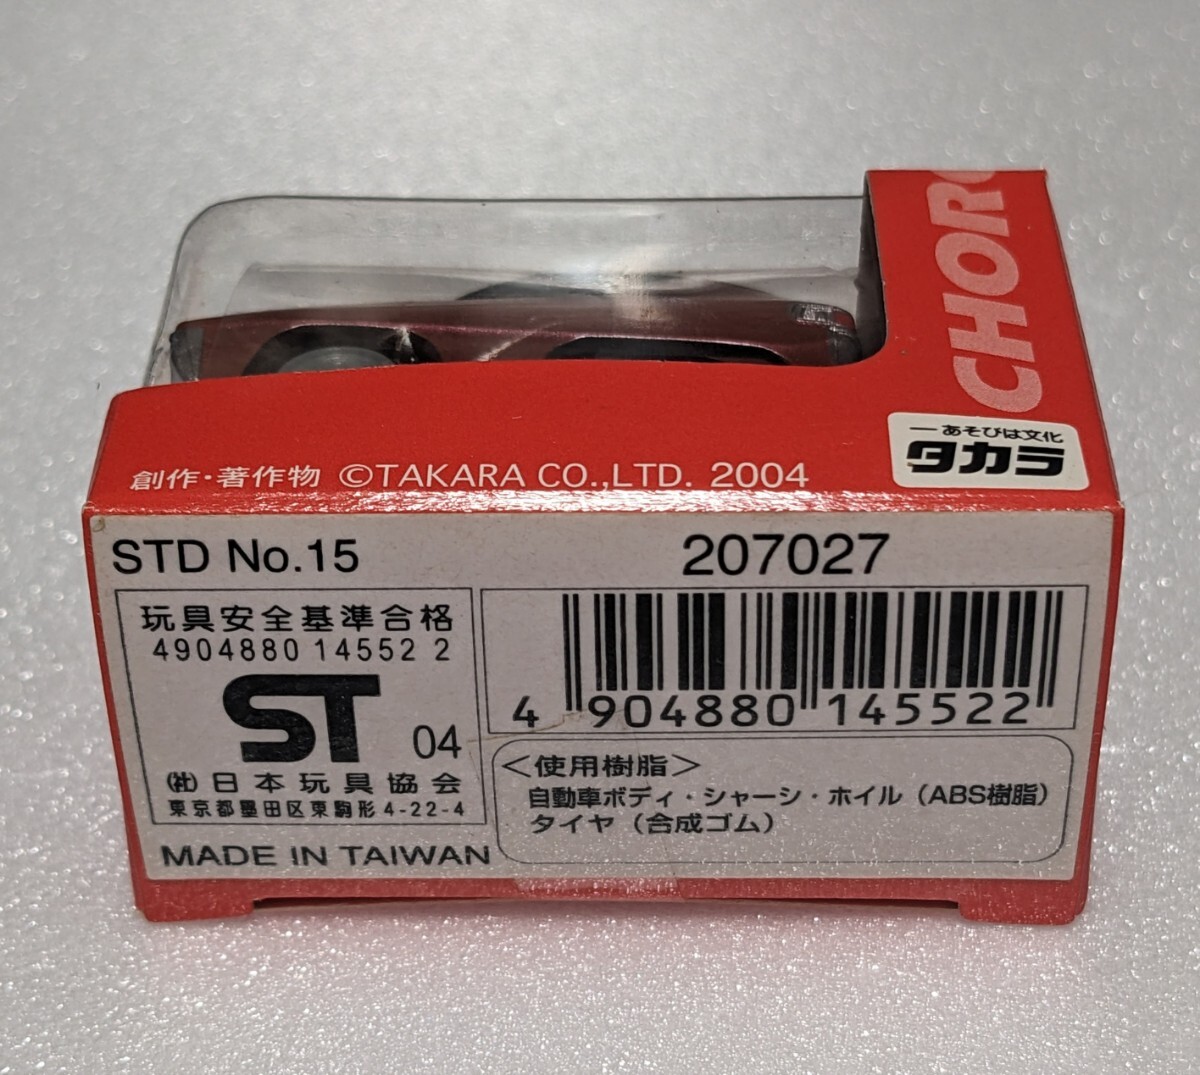 CHORO
一あそびは文化
タカラ
創作・著作物 ©TAKARA CO.,LTD. 2004
STD No.15
207027
玩具安全基準合格
4904880 14552 2
ST 04
(社)日本玩具協会
東京都墨田区東駒形4-22-4
MADE IN TAIWAN
4 904880 145522
<使用樹脂>
自動車ボディ・シャーシ・ホイル(ABS樹脂)
タイヤ(合成ゴム)